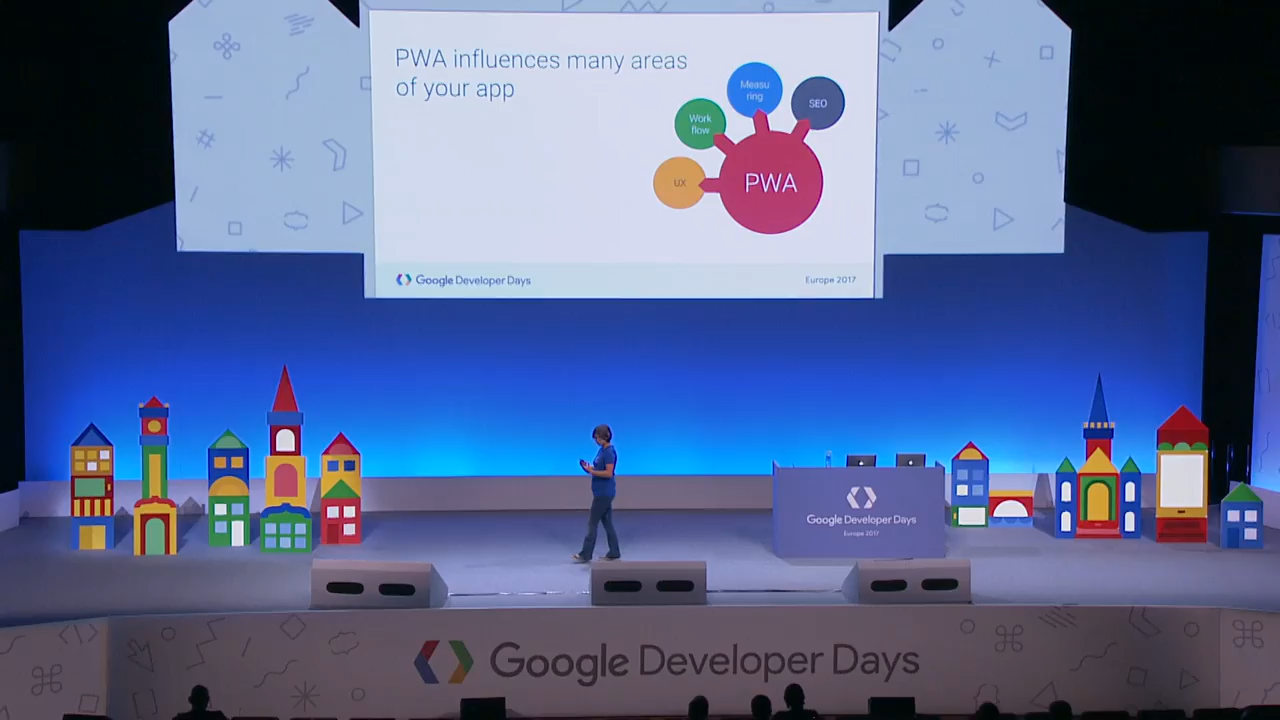 PWA influences many areas
of your app
Measu
ring
SEO
Work
flow
UX
PWA
Google Developer Days
Europe 2017
Google Developer Days
Europe 2017
Google Developer Days